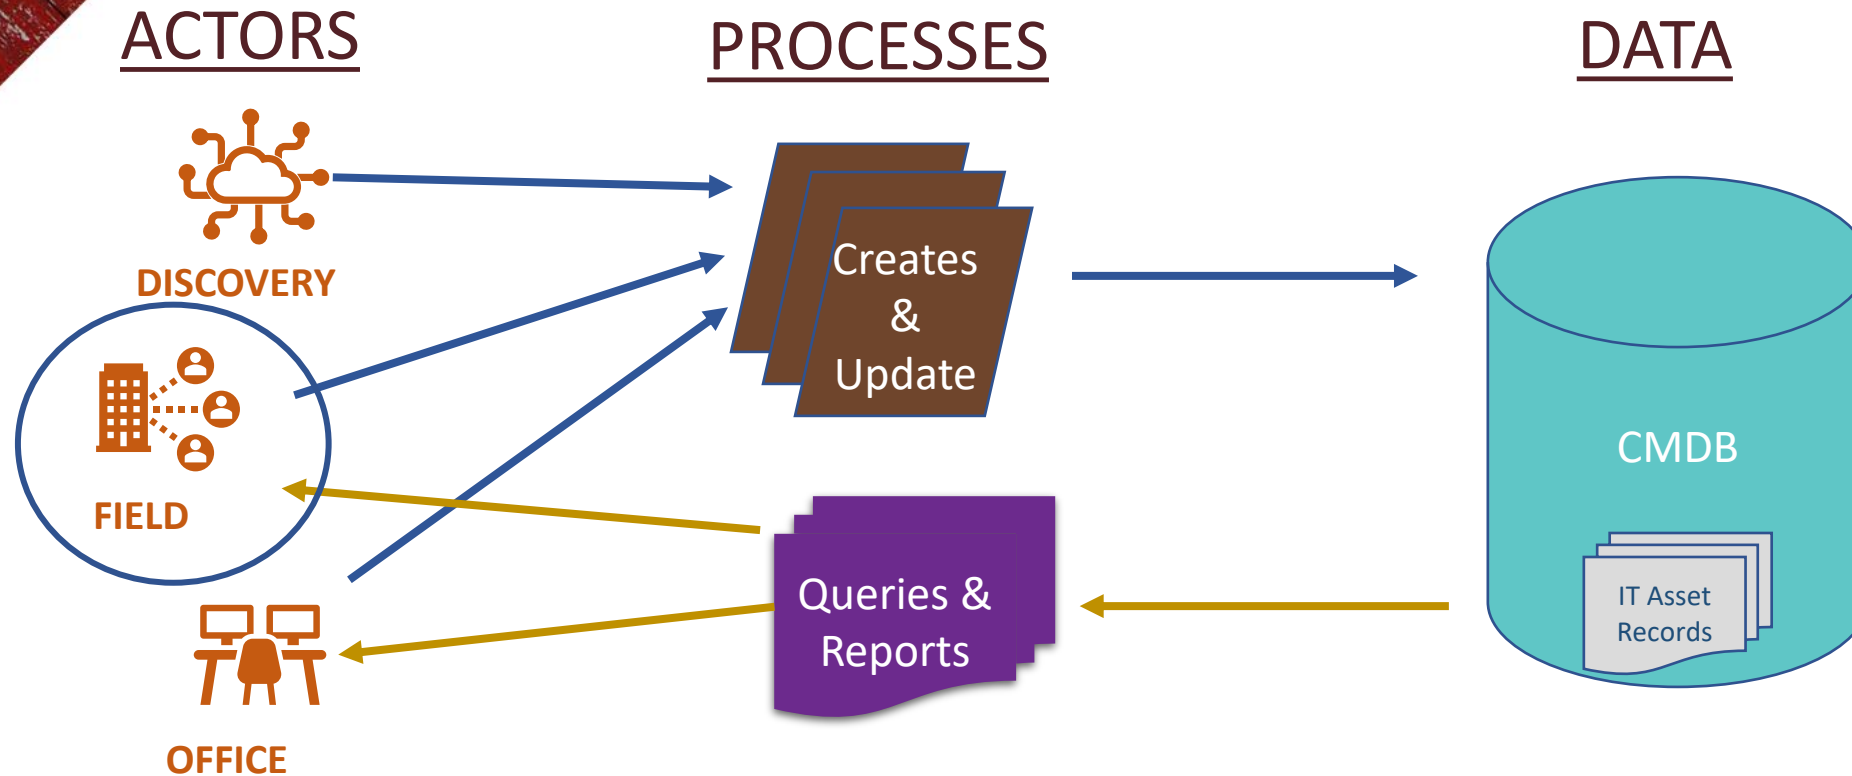 ACTORS
PROCESSES
DATA
DISCOVERY
Creates
&
Update
FIELD
CMDB
Queries &
Reports
IT Asset
Records
OFFICE